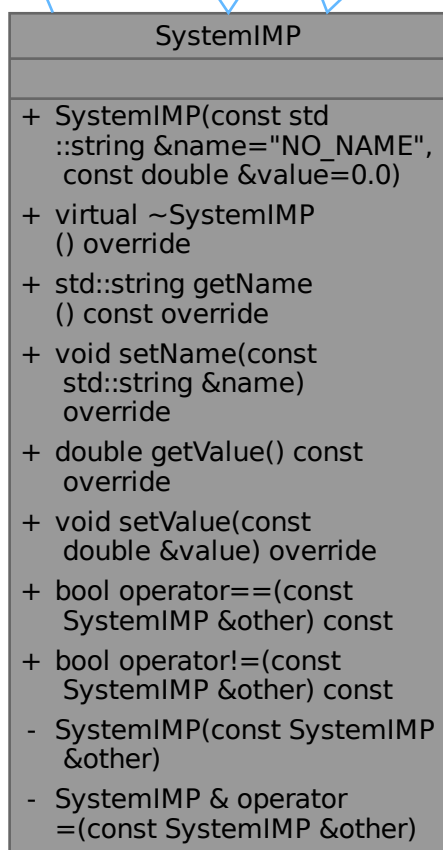 SystemIMP
+ SystemIMP(const std
::string &name="NO_NAME",
const double &value=0.0)
+ virtual ~SystemIMP
() override
+ std::string getName
() const override
+ void setName(const
std::string &name)
override
+ double getValue() const
override
+ void setValue(const
double &value) override
+ bool operator==(const
SystemIMP &other) const
+ bool operator!=(const
SystemIMP &other) const
- SystemIMP(const SystemIMP
&other)
- SystemIMP & operator
=(const SystemIMP &other)